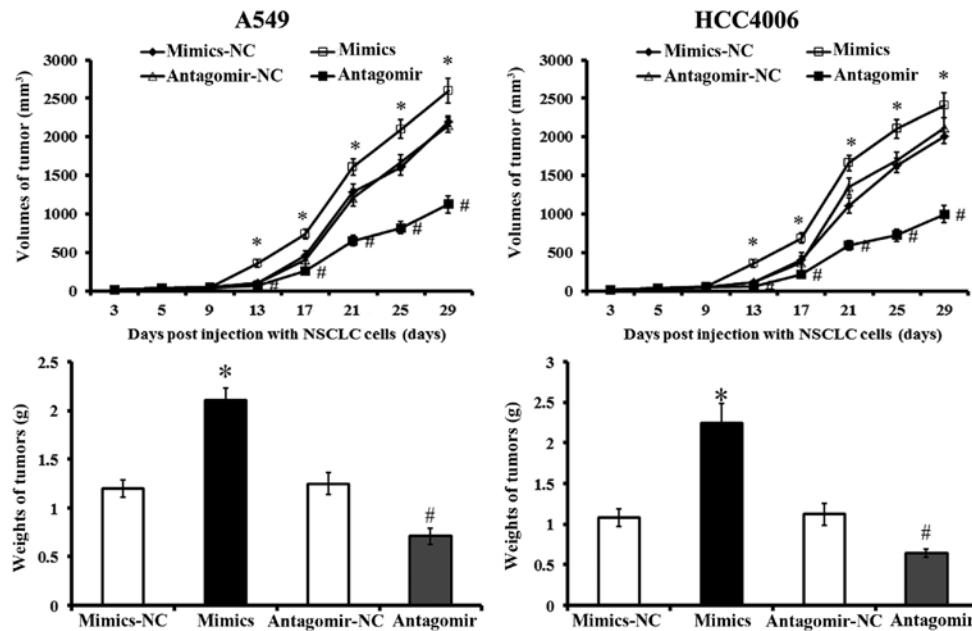 A549
Mimics-NC
Mimics
Antagomir-NC
Antagomir
Volumes of tumor (mm³)
3000
2500
2000
1500
1000
500
0
*
*
*
*
*
#
#
#
#
#
3 5 9 13 17 21 25 29
Days post injection with NSCLC cells (days)
HCC4006
Mimics-NC
Mimics
Antagomir-NC
Antagomir
Volumes of tumor (mm³)
3000
2500
2000
1500
1000
500
0
*
*
*
*
*
#
#
#
#
#
3 5 9 13 17 21 25 29
Days post injection with NSCLC cells (days)
Weights of tumors (g)
2.5
2
1.5
1
0.5
0
*
#
Mimics-NC Mimics Antagomir-NC Antagomir
Weights of tumors (g)
3
2.5
2
1.5
1
0.5
0
*
#
Mimics-NC Mimics Antagomir-NC Antagomir